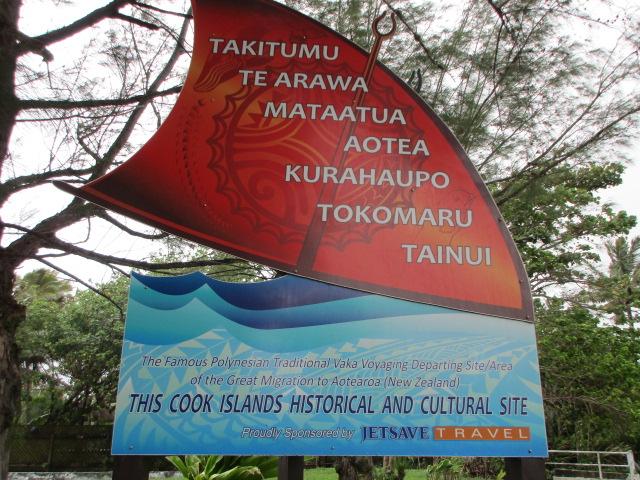 TAKITUMU
TE ARAWA
MATAATUA
AOTEA
KURAHAUPO
TOKOMARU
TAINUI
The Famous Polynesian Traditional Vaka Voyaging Departing Site/Area
of the Great Migration to Aotearoa (New Zealand)
THIS COOK ISLANDS HISTORICAL AND CULTURAL SITE
Proudly Sponsored by JETSAVE TRAVEL